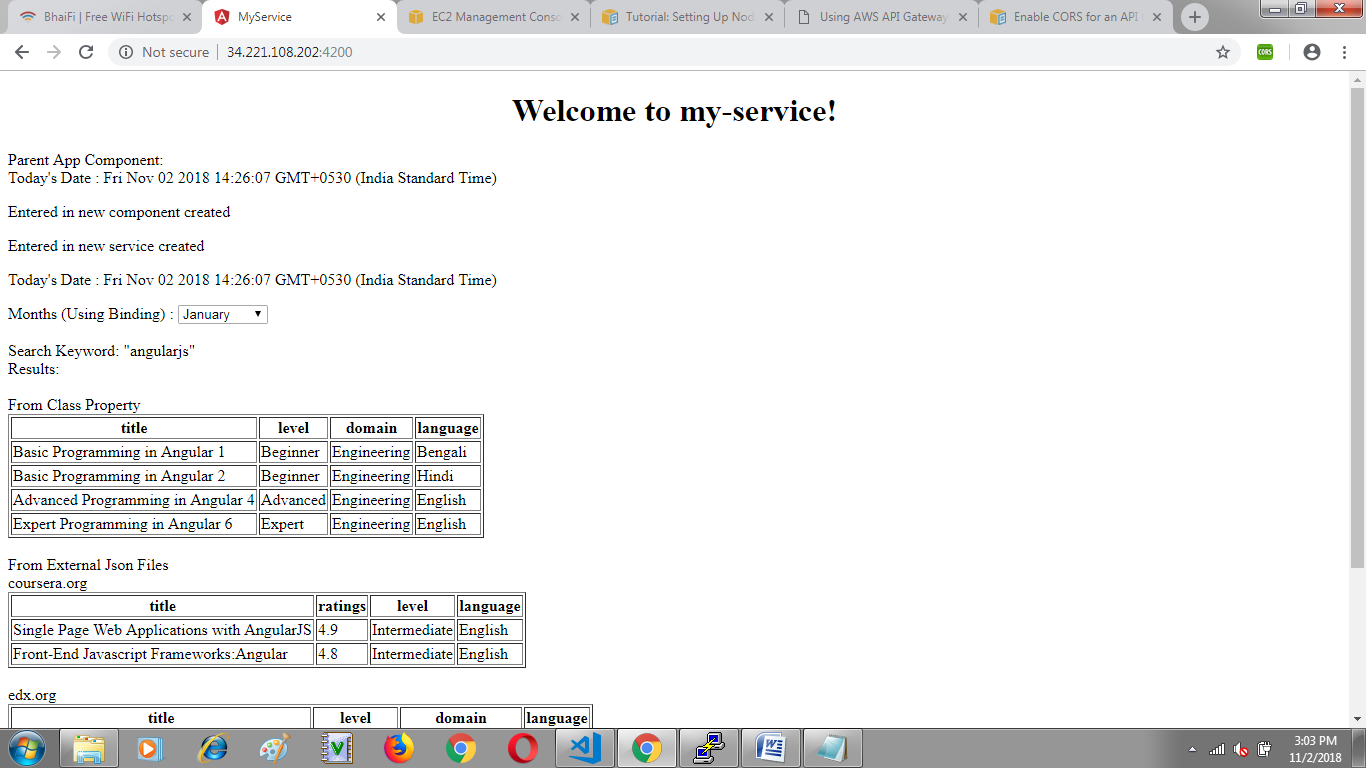 BhaiFi | Free WiFi Hotspo
MyService
EC2 Management Conso
Tutorial: Setting Up Nod
Using AWS API Gateway
Enable CORS for an API
Not secure | 34.221.108.202:4200
CORS
Welcome to my-service!
Parent App Component:
Today's Date : Fri Nov 02 2018 14:26:07 GMT+0530 (India Standard Time)
Entered in new component created
Entered in new service created
Today's Date : Fri Nov 02 2018 14:26:07 GMT+0530 (India Standard Time)
Months (Using Binding) : January
Search Keyword: "angularjs"
Results:
From Class Property
title level domain language
Basic Programming in Angular 1 Beginner Engineering Bengali
Basic Programming in Angular 2 Beginner Engineering Hindi
Advanced Programming in Angular 4 Advanced Engineering English
Expert Programming in Angular 6 Expert Engineering English
From External Json Files
coursera.org
title ratings level language
Single Page Web Applications with AngularJS 4.9 Intermediate English
Front-End Javascript Frameworks:Angular 4.8 Intermediate English
edx.org
title level domain language
3:03 PM
11/2/2018